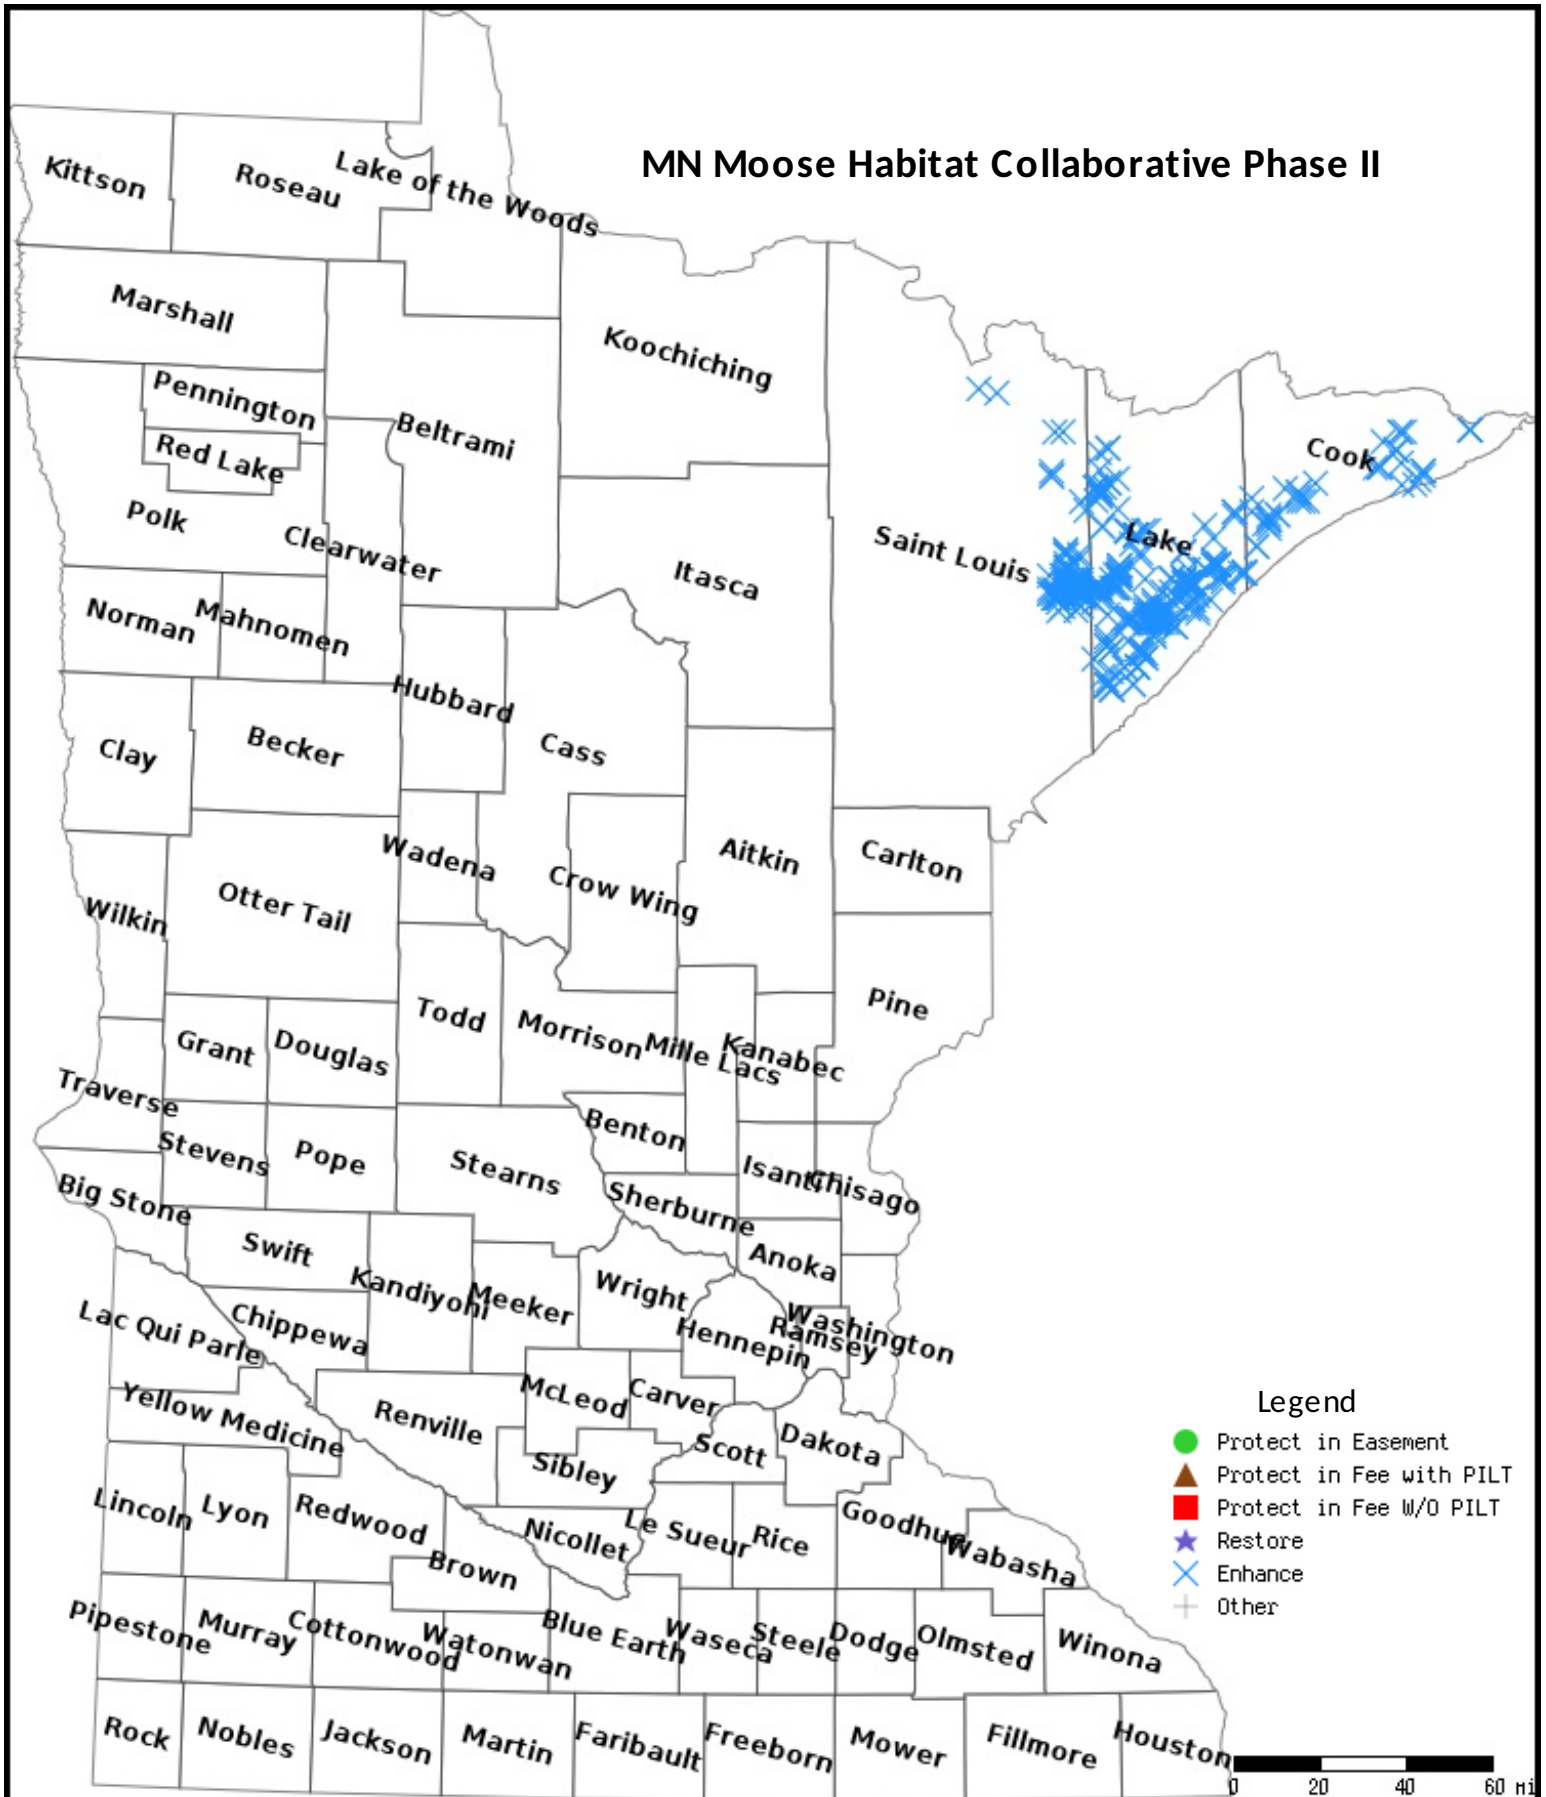 MN Moose Habitat Collaborative Phase II
Kittson
Roseau
Lake of the Woods
Marshall
Koochiching
Pennington
Beltrami
Red Lake
Cook
Polk
Clearwater
Saint Louis
Lake
Itasca
Norman
Mahnomen
Hubbard
Clay
Becker
Cass
Wadena
Aitkin
Carlton
Wilkin
Otter Tail
Crow Wing
Pine
Todd
Morrison
Mille Lacs
Kanabec
Grant
Douglas
Traverse
Benton
Stevens
Pope
Stearns
Isanti
Chisago
Big Stone
Sherburne
Swift
Anoka
Kandiyohi
Meeker
Wright
Washington
Ramsey
Hennepin
Lac Qui Parle
Chippewa
McLeod
Carver
Yellow Medicine
Renville
Scott
Dakota
Sibley
Lincoln
Lyon
Redwood
Nicollet
Le Sueur
Rice
Goodhue
Wabasha
Brown
Pipestone
Murray
Cottonwood
Watonwan
Blue Earth
Waseca
Steele
Dodge
Olmsted
Winona
Rock
Nobles
Jackson
Martin
Faribault
Freeborn
Mower
Fillmore
Houston
Legend
Protect in Easement
Protect in Fee with PILT
Protect in Fee W/O PILT
Restore
Enhance
Other
0 20 40 60 mi